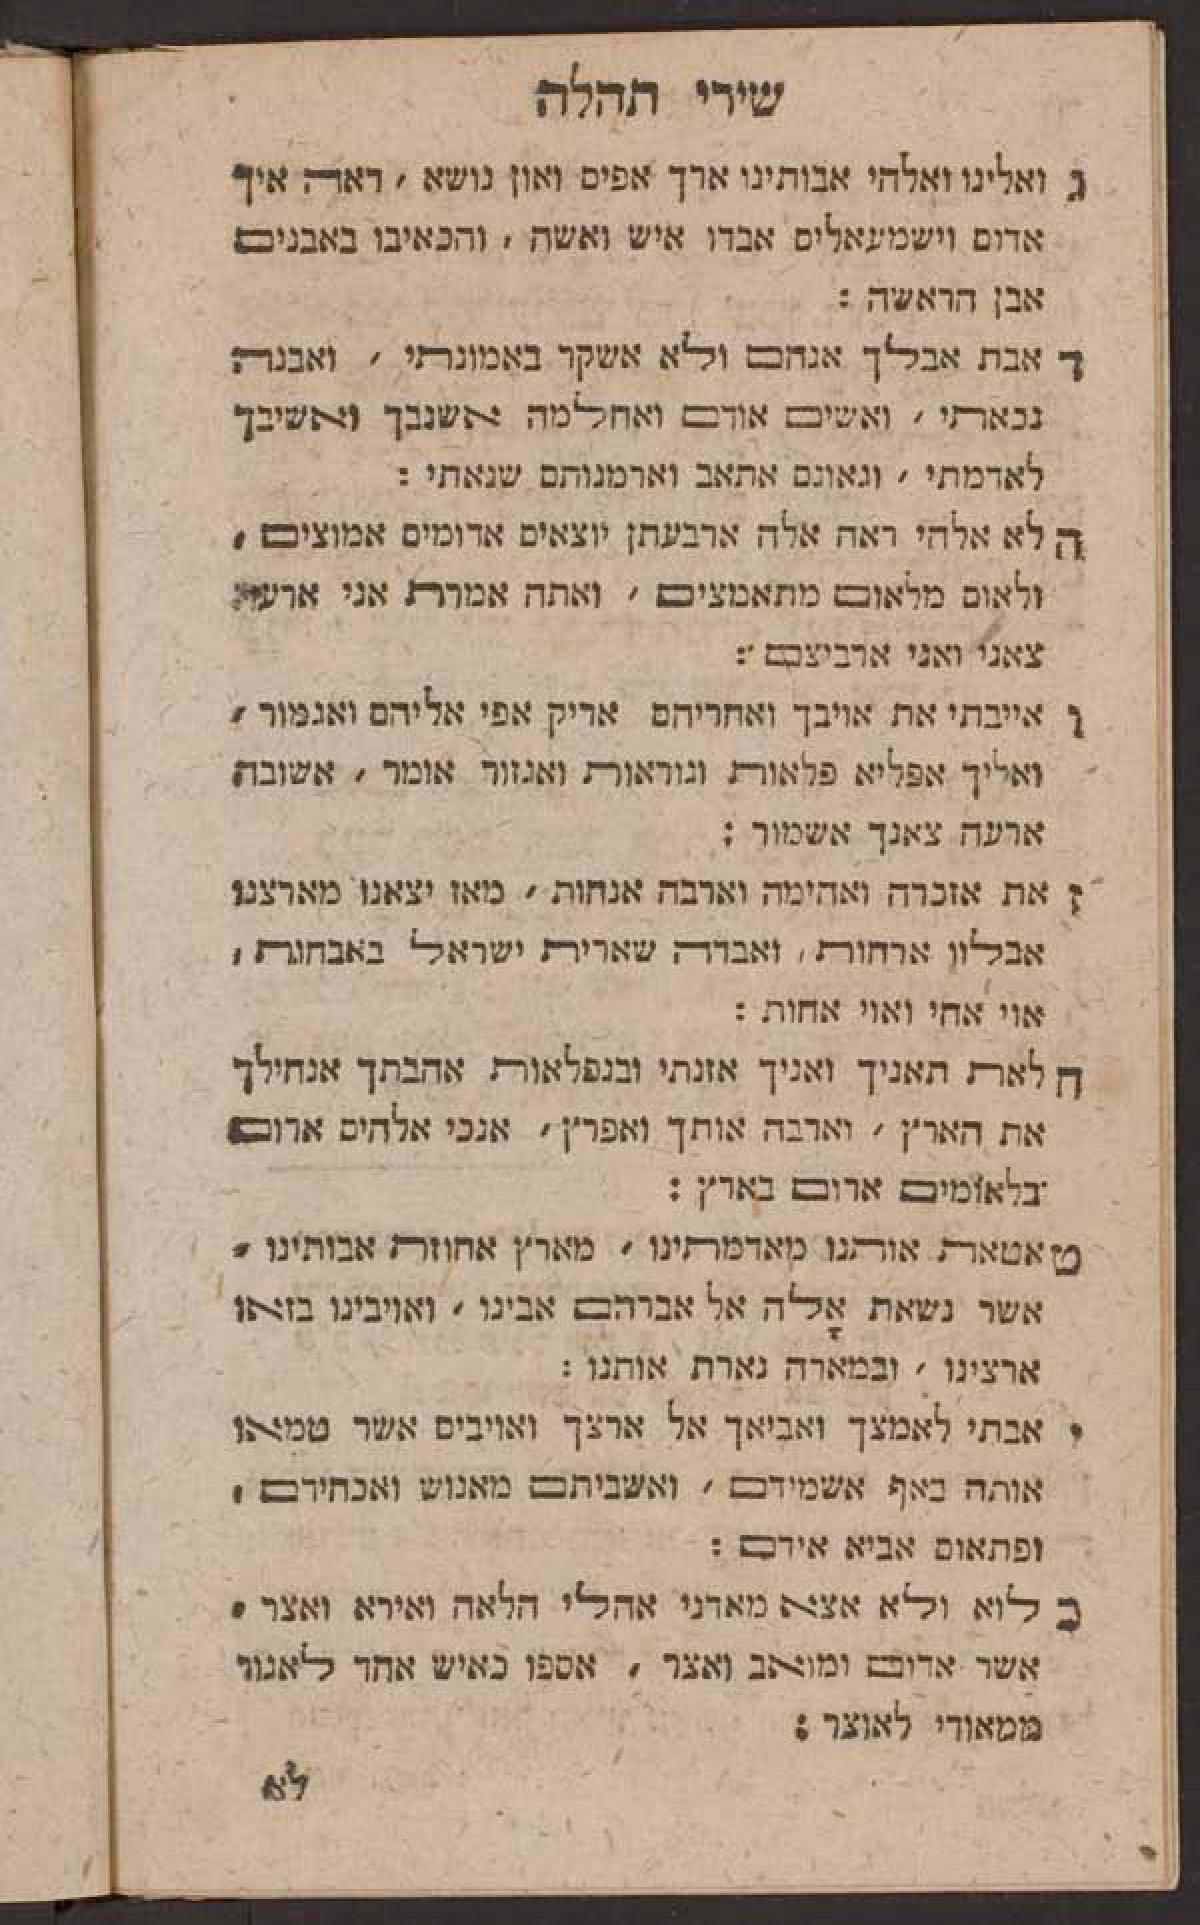 שירי תהלה
ג ואלינו ואלהי אבותינו ארך אפים ואון נושא , ראה איך
אדום וישמעאלים אבדו איש ואשה , והכאיבו באבנים
אבן הראשה :
ד אבת אבלך אנחם ולא אשקר באמונתי , ואבנה
נכארתי , ואשים אודם ואחלמה אשנבך ואשיבך
לאדמתי , וגאונם אתאב וארמנותם שנאתי :
ה לא אלהי ראה אלה ארבעתן יוצאים אדומים אמוצים ,
ולאום מלאום מתאמצים , ואתה אמרת אני ארעה
צאני ואני ארביצם :
ו אייבתי את אויבך ואחריהם אריק אפי אליהם ואגמור ,
ואליך אפליא פלאות ונוראות ואגזור אומר , אשובה
ארעה צאנך אשמור :
ז את אזכרה ואהימה וארבה אנחות , מאז יצאנו מארצנו
אבלון ארחות , ואבדה שארית ישראל באבחות ,
אוי אחי ואוי אחות :
ח לארת תאניך ואניך אזנתי ובנפלאות אהבתך אנחילך
את הארץ , וארבה אותך ואפרץ , אנכי אלהים ארום
בלאומים ארום בארץ :
ט אטארת אותנו מאדמתינו , מארץ אחוזת אבותינו ,
אשר נשאת אלה אל אברהם אבינו , ואויבינו בזאו
ארצינו , ובמארה נארת אותנו :
י אבתי לאמצך ואביאך אל ארצך ואויבים אשר טמאו
אותה באף אשמידם , ואשביתם מאנוש ואכחידם ,
ופתאום אביא אידם :
כ לוא ולא אצא מאדני אהלי הלאה ואירא ואצר ,
אשר אדום ומואב ואצר , אספו כאיש אחד לאגור
ממאודי לאוצר :
לא